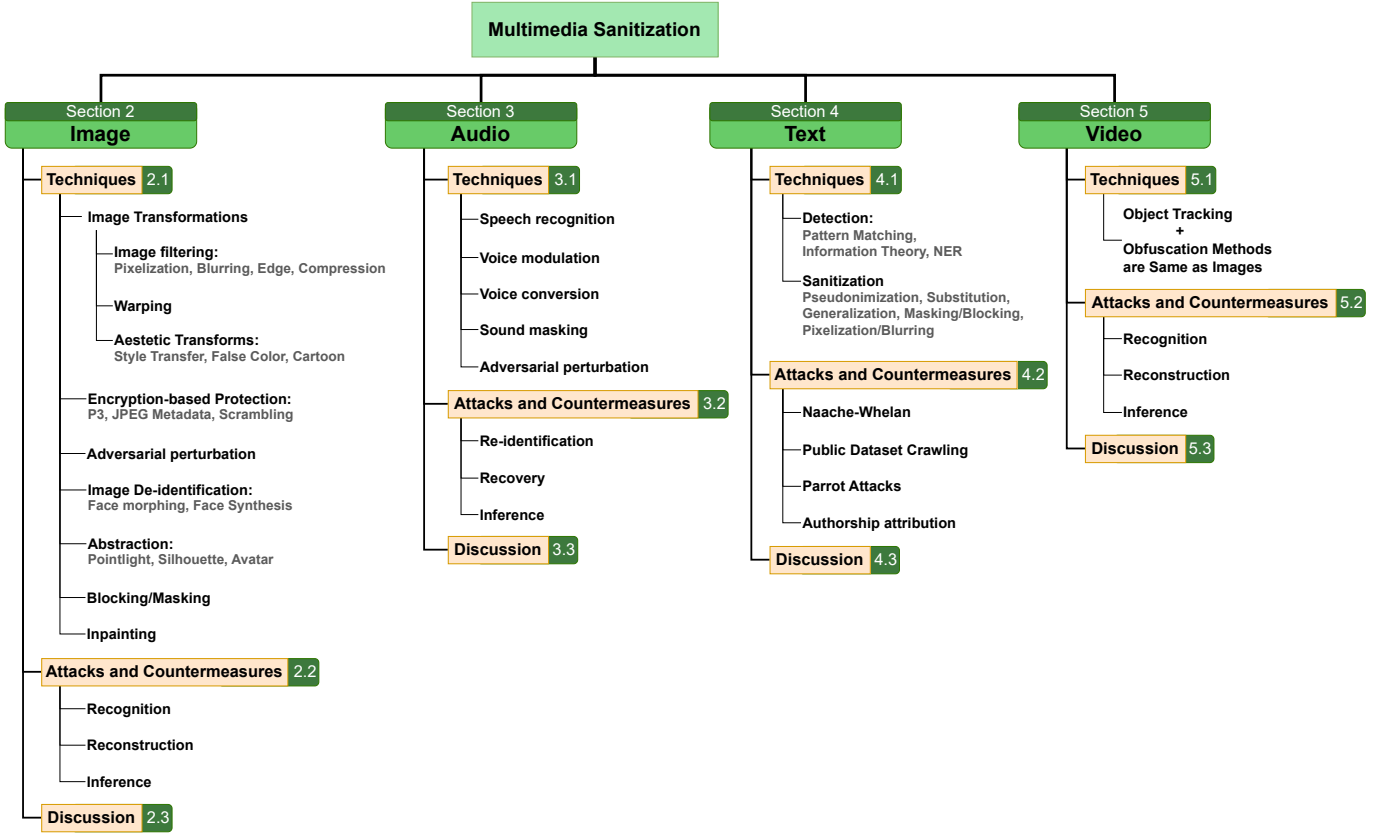 Multimedia Sanitization
Section 2
Image
Techniques 2.1
Image Transformations
Image filtering:
Pixelization, Blurring, Edge, Compression
Warping
Aestetic Transforms:
Style Transfer, False Color, Cartoon
Encryption-based Protection:
P3, JPEG Metadata, Scrambling
Adversarial perturbation
Image De-identification:
Face morphing, Face Synthesis
Abstraction:
Pointlight, Silhouette, Avatar
Blocking/Masking
Inpainting
Attacks and Countermeasures 2.2
Recognition
Reconstruction
Inference
Discussion 2.3
Section 3
Audio
Techniques 3.1
Speech recognition
Voice modulation
Voice conversion
Sound masking
Adversarial perturbation
Attacks and Countermeasures 3.2
Re-identification
Recovery
Inference
Discussion 3.3
Section 4
Text
Techniques 4.1
Detection:
Pattern Matching,
Information Theory, NER
Sanitization
Pseudonimization, Substitution,
Generalization, Masking/Blocking,
Pixelization/Blurring
Attacks and Countermeasures 4.2
Naache-Whelan
Public Dataset Crawling
Parrot Attacks
Authorship attribution
Discussion 4.3
Section 5
Video
Techniques 5.1
Object Tracking
+
Obfuscation Methods
are Same as Images
Attacks and Countermeasures 5.2
Recognition
Reconstruction
Inference
Discussion 5.3